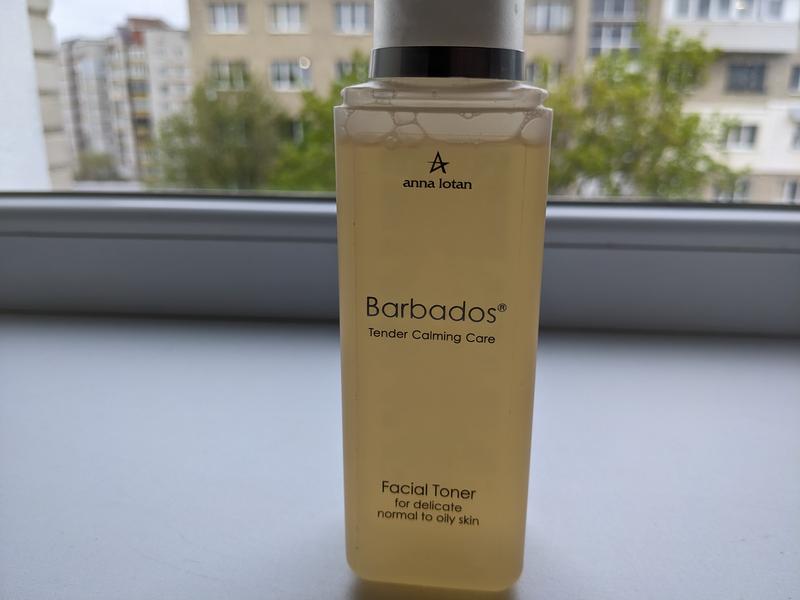 anna lotan
Barbados®
Tender Calming Care
Facial Toner
for delicate
normal to oily skin